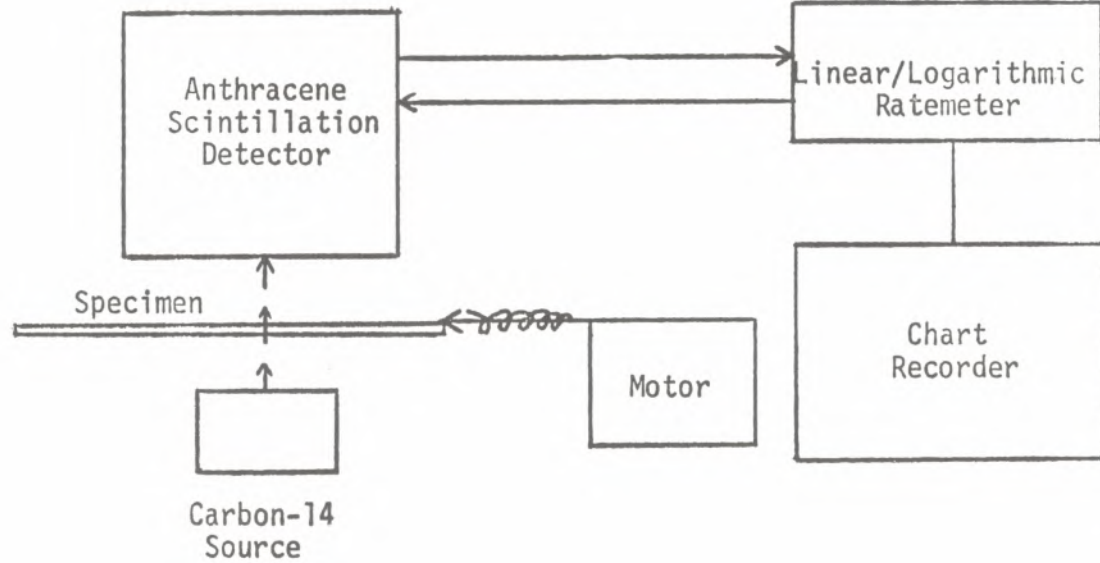 Anthracene
Scintillation
Detector
Linear/Logarithmic
Ratemeter
Specimen
Motor
Chart
Recorder
Carbon-14
Source